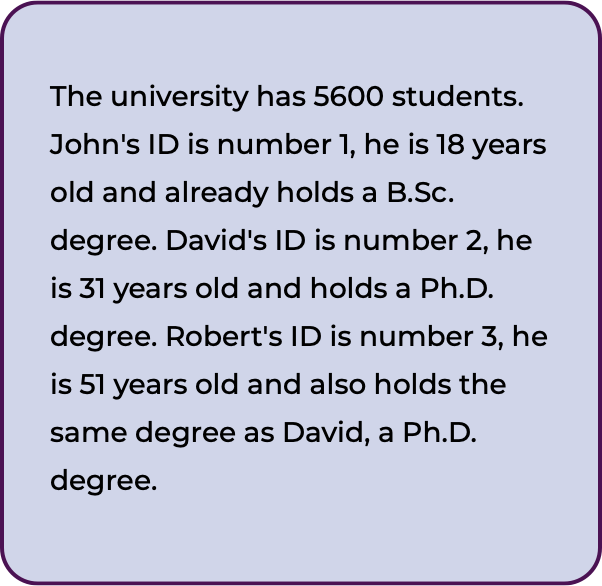 The university has 5600 students.
John's ID is number 1, he is 18 years
old and already holds a B.Sc.
degree. David's ID is number 2, he
is 31 years old and holds a Ph.D.
degree. Robert's ID is number 3, he
is 51 years old and also holds the
same degree as David, a Ph.D.
degree.